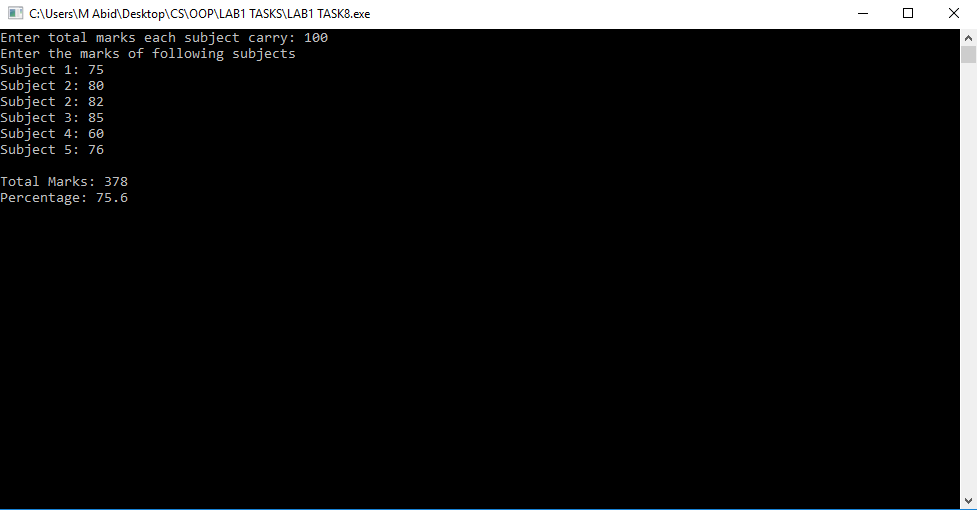 C:\Users\M Abid\Desktop\CS\OOP\LAB1 TASKS\LAB1 TASK8.exe
Enter total marks each subject carry: 100
Enter the marks of following subjects
Subject 1: 75
Subject 2: 80
Subject 2: 82
Subject 3: 85
Subject 4: 60
Subject 5: 76
Total Marks: 378
Percentage: 75.6